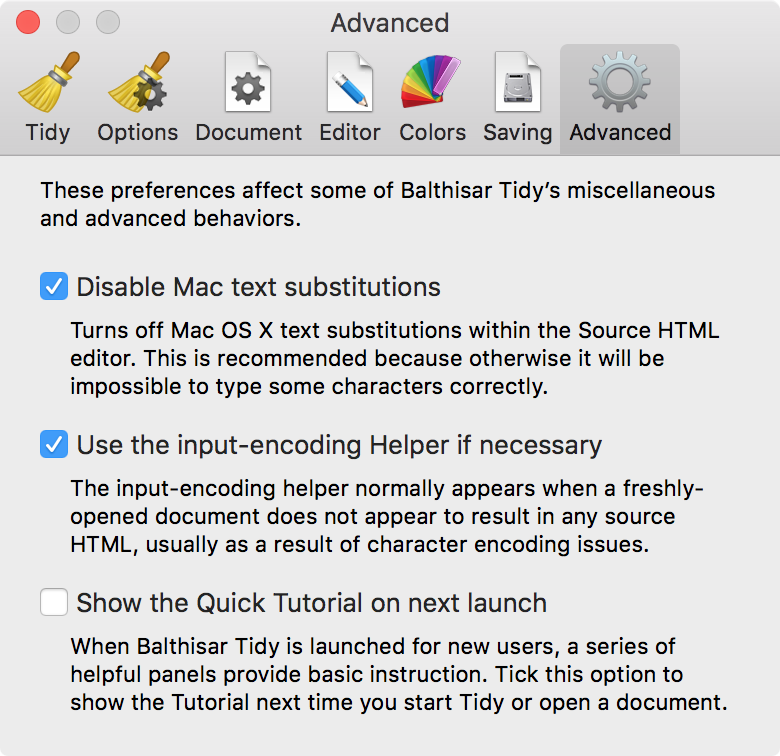 Advanced
Tidy Options Document Editor Colors Saving Advanced
These preferences affect some of Balthisar Tidy’s miscellaneous
and advanced behaviors.
Disable Mac text substitutions
Turns off Mac OS X text substitutions within the Source HTML
editor. This is recommended because otherwise it will be
impossible to type some characters correctly.
Use the input-encoding Helper if necessary
The input-encoding helper normally appears when a freshly-
opened document does not appear to result in any source
HTML, usually as a result of character encoding issues.
Show the Quick Tutorial on next launch
When Balthisar Tidy is launched for new users, a series of
helpful panels provide basic instruction. Tick this option to
show the Tutorial next time you start Tidy or open a document.